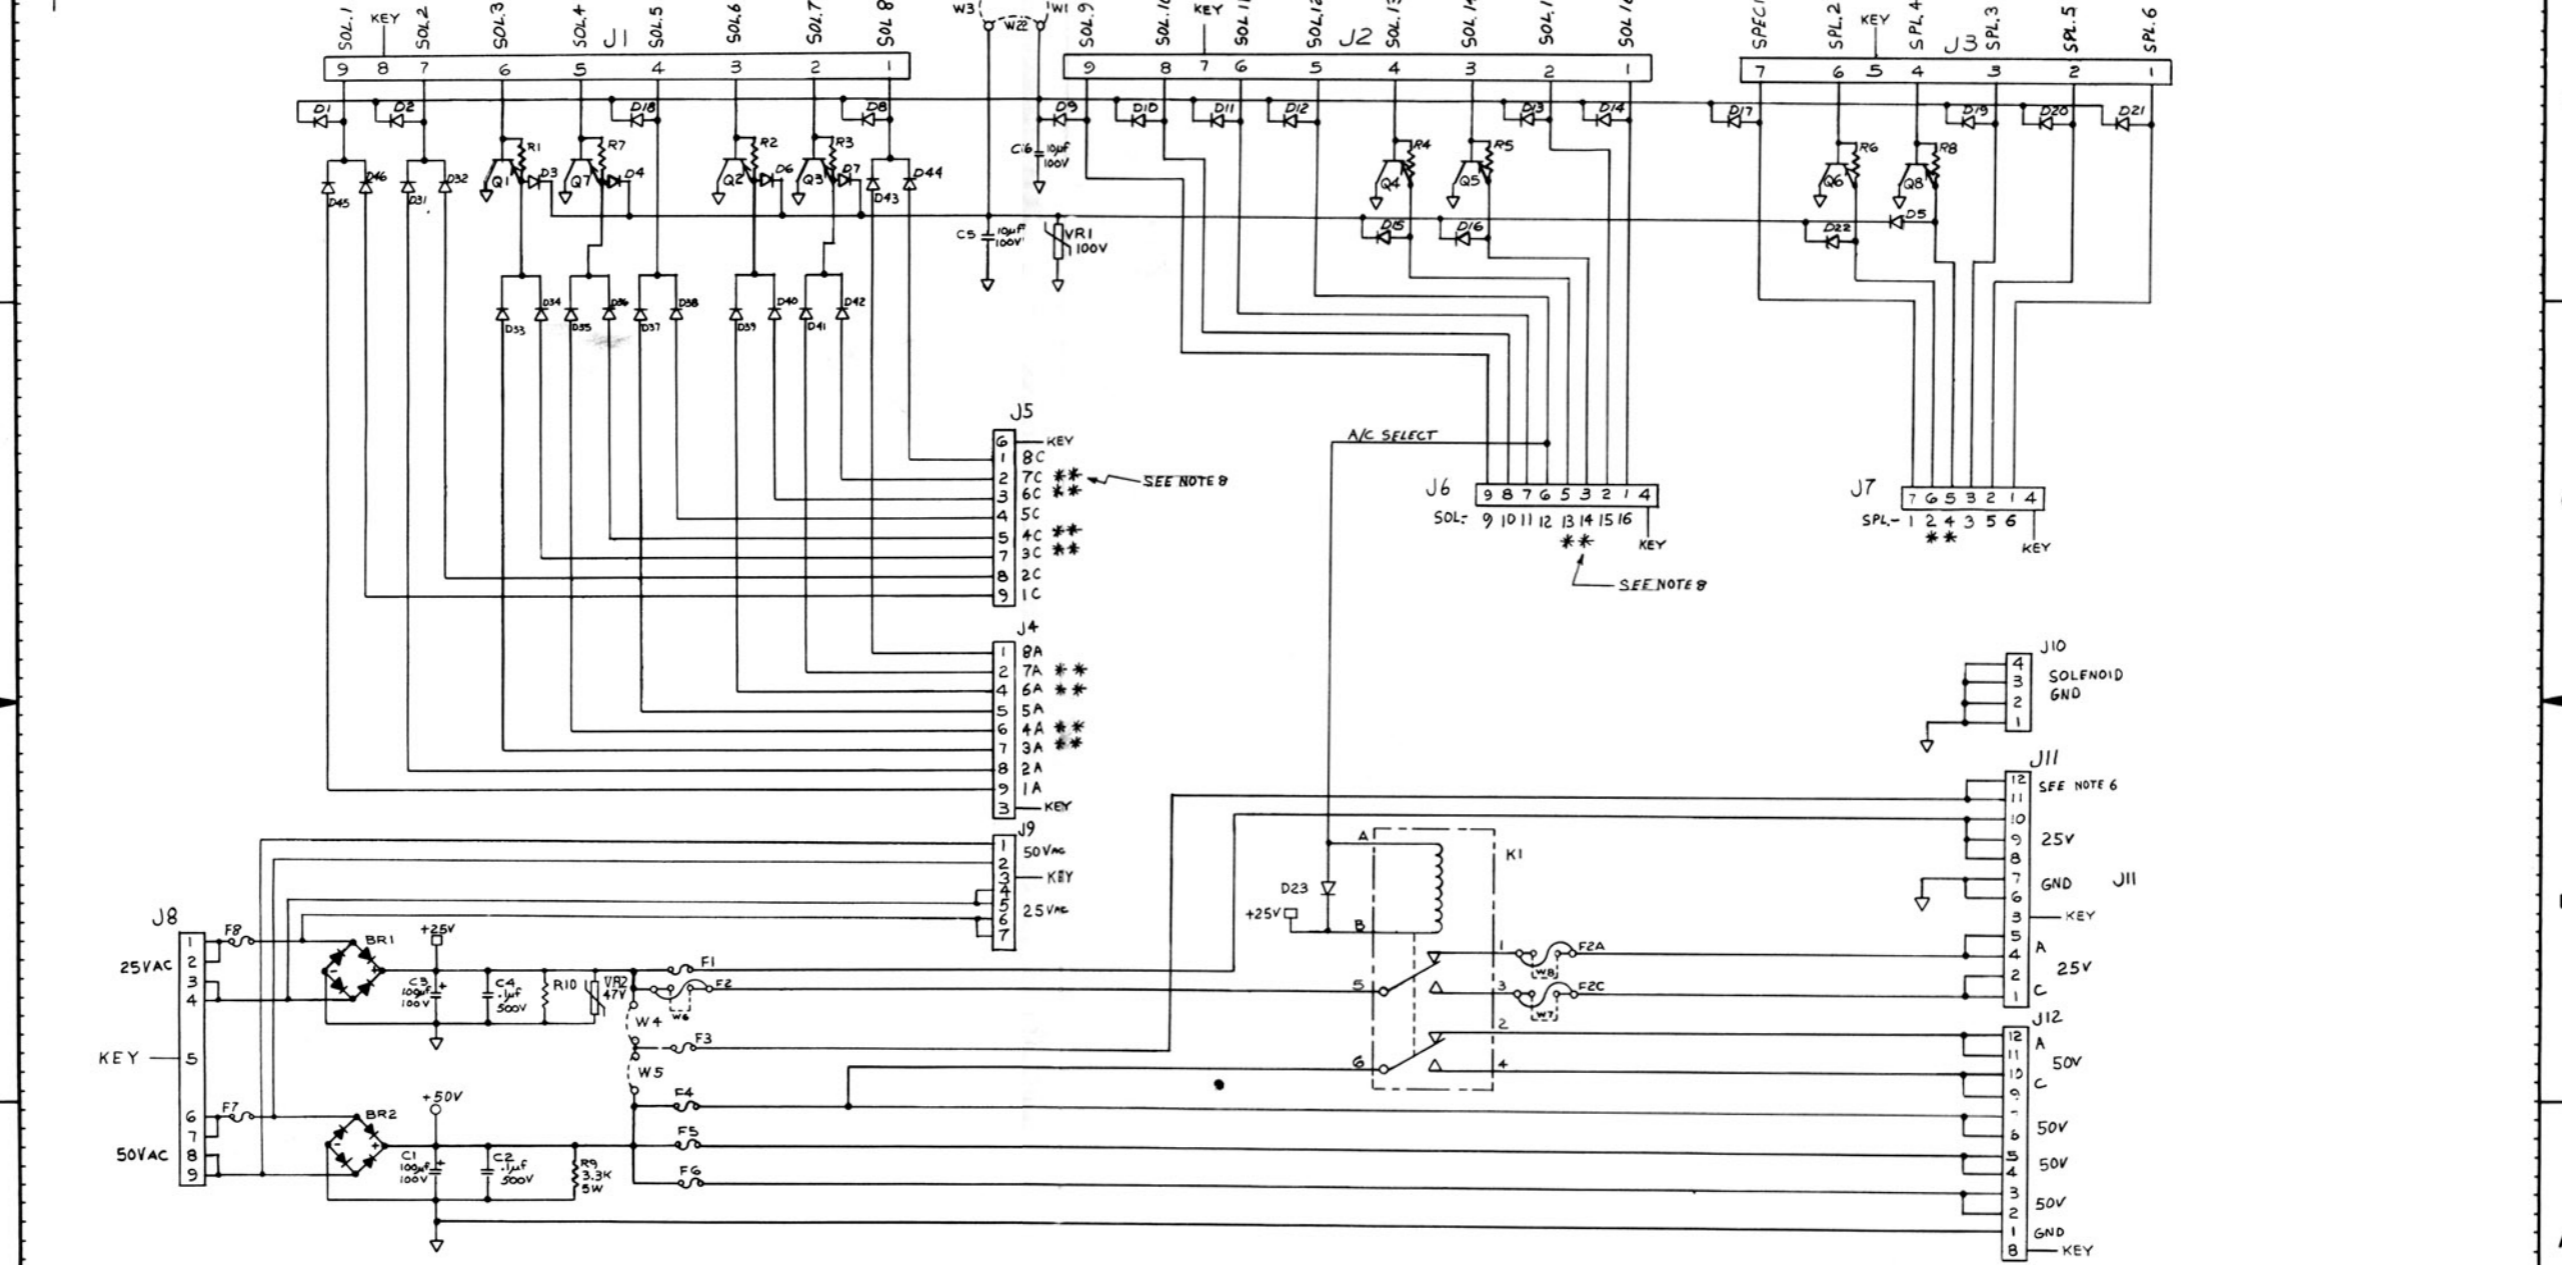 W3 W22 W1
SOL.1 KEY SOL.2 SOL.3 SOL.4 J1 SOL.5 SOL.6 SOL.7 SOL 8 SOL.9 KEY J2 SPL.2 KEY SPL.4 J3 SPL.3 SPL.5 SPL.6
9 8 7 6 5 4 3 2 1
9 8 7 6 5 4 3 2 1
7 6 5 4 3 2 1
D1 D2 D18 D8 D9 D10 D11 D12 D13 D14 D17 D19 D20 D21
R1 R7 R2 R3 R4 R5 R6 R8
C16 10µF
100V
Q1 D3 Q7 D4 Q2 D6 Q3 D7 Q4 Q5 Q6 Q8
D45 D46 D31 D32 D43 D44
C5 10µF
100V
VR1
100V
D15 D16 D22 D5
D33 D34 D35 D36 D37 D38 D39 D40 D41 D42
J5
6 KEY
1 8C
2 7C ** SEE NOTE 8
3 6C **
4 5C
5 4C **
7 3C **
8 2C
9 1C
A/C SELECT
J6 9 8 7 6 5 3 2 1 4
SOL- 9 10 11 12 13 14 15 16
** KEY
SEE NOTE 8
J7 7 6 5 3 2 1 4
SPL.- 1 2 4 3 5 6
** KEY
J4
1 8A
2 7A **
4 6A **
5 5A
6 4A **
7 3A **
8 2A
9 1A
3 KEY
J10
4
3 SOLENOID
2 GND
1
J9
1 50VAC
2
3 KEY
4
5 25VAC
6
7
J11
12 SEE NOTE 6
11
10
9 25V
8
7 GND J11
6
3 KEY
5 A
4
25V
2
1 C
A K1
D23
+25V B
1 F2A
W8
5
3 F2C
W7
2
6 4
J8
25VAC
1 F8
2
3
4
KEY 5
6 F7
7
50VAC
8
9
BR1 +25V
C3
100µF
100V
C4
.1µF
500V
R10 VR2
47V
F1
F2
W6
W4
F3
W5
F4
F5
F6
BR2 +50V
C1
100µF
100V
C2
.1µF
500V
R9
3.3K
5W
J12
12 A
11 50V
10 C
9
6 50V
5
4 50V
3
2 50V
1 GND
8 KEY